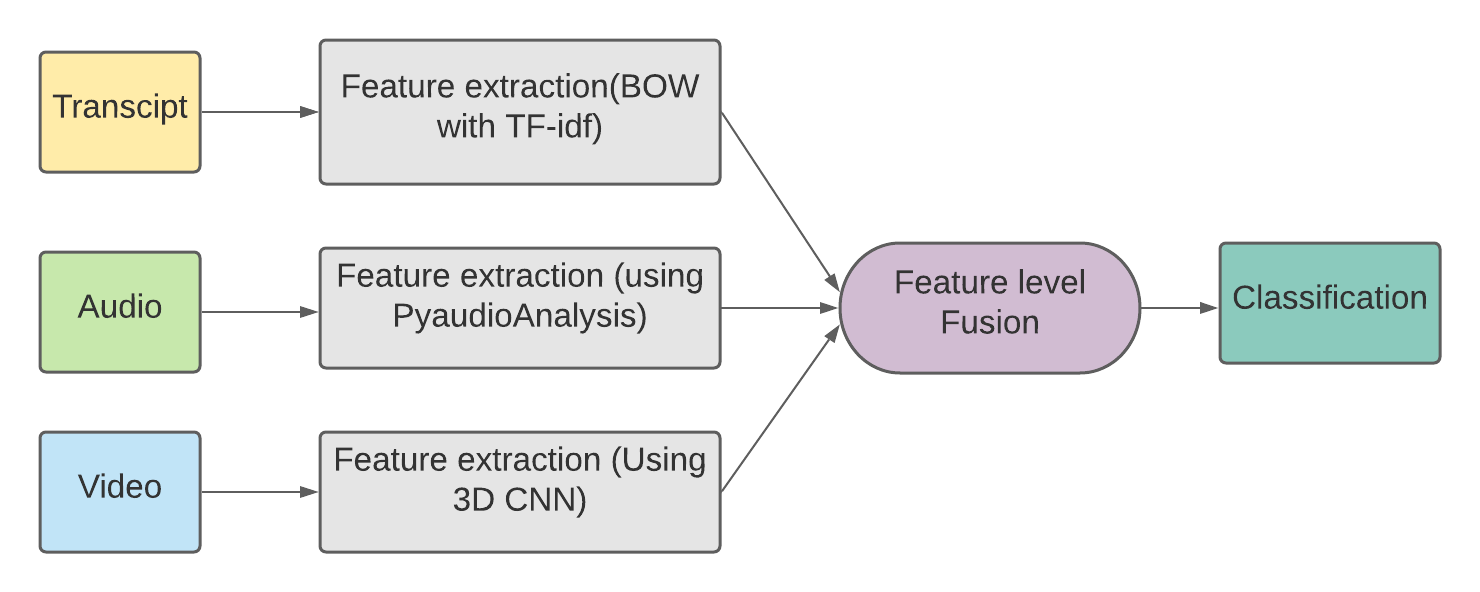 Transcipt
Feature extraction(BOW
with TF-idf)
Audio
Feature extraction (using
PyaudioAnalysis)
Video
Feature extraction (Using
3D CNN)
Feature level
Fusion
Classification